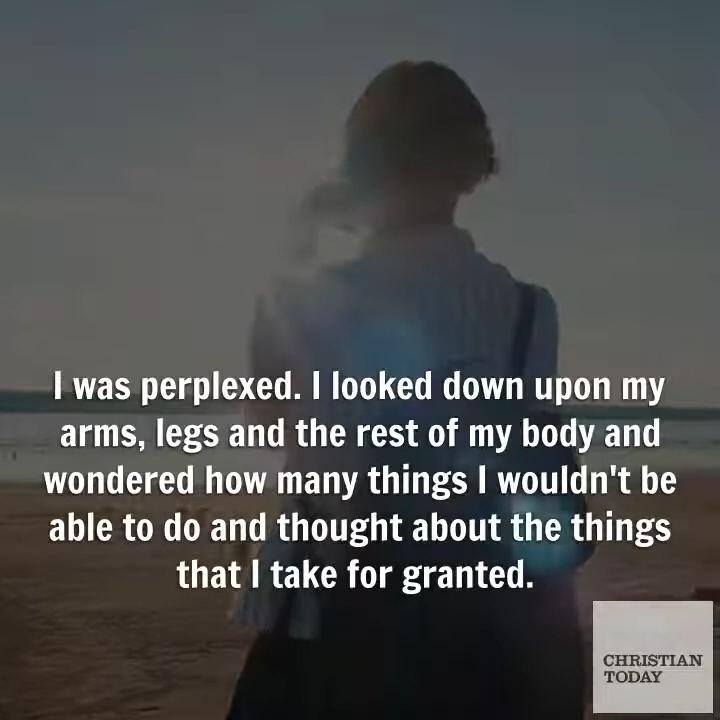 I was perplexed. I looked down upon my
arms, legs and the rest of my body and
wondered how many things I wouldn't be
able to do and thought about the things
that I take for granted.
CHRISTIAN
TODAY